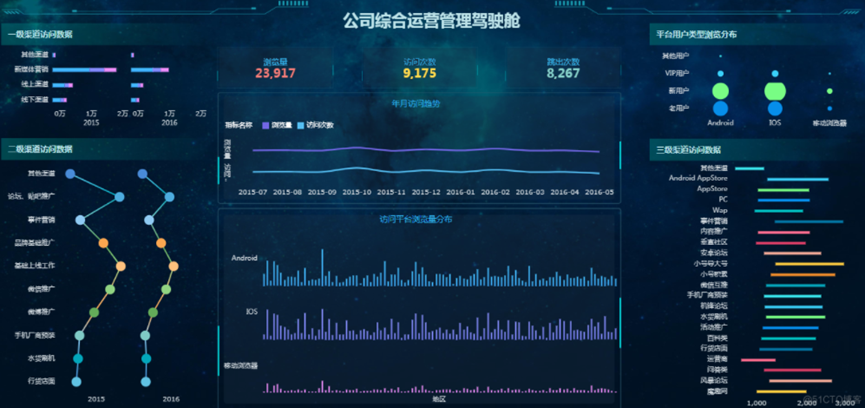 公司综合运营管理驾驶舱
一级渠道访问数据
其他渠道
新媒体营销
线上渠道
线下渠道
0万 1万 2万 0万 1万 2万
2015 2016
二级渠道访问数据
其他渠道
论坛、贴吧推广
事件营销
品牌基础推广
基础上线工作
微信推广
微博推广
手机厂商预装
水货刷机
行货店面
2015 2016
浏览量
23,917
访问次数
9,175
跳出次数
8,267
年月访问趋势
指标名称 浏览量 访问次数
浏览量
访问..
2015-07 2015-08 2015-09 2015-10 2015-11 2015-12 2016-01 2016-02 2016-03 2016-04 2016-05
访问平台浏览量分布
Android
IOS
移动浏览器
地区
平台用户类型浏览分布
其他用户
VIP用户
新用户
老用户
Android IOS 移动浏览器
三级渠道访问数据
其他渠道
Android AppStore
AppStore
PC
Wap
事件营销
内容推广
垂直社区
安卓论坛
小号导大号
小号积累
微信互推
手机厂商预装
机锋论坛
水货刷机
活动推广
百科类
行货店面
运营商
问答类
风景论坛
魔趣网
1,000 2,000 3,000
@51CTO博客